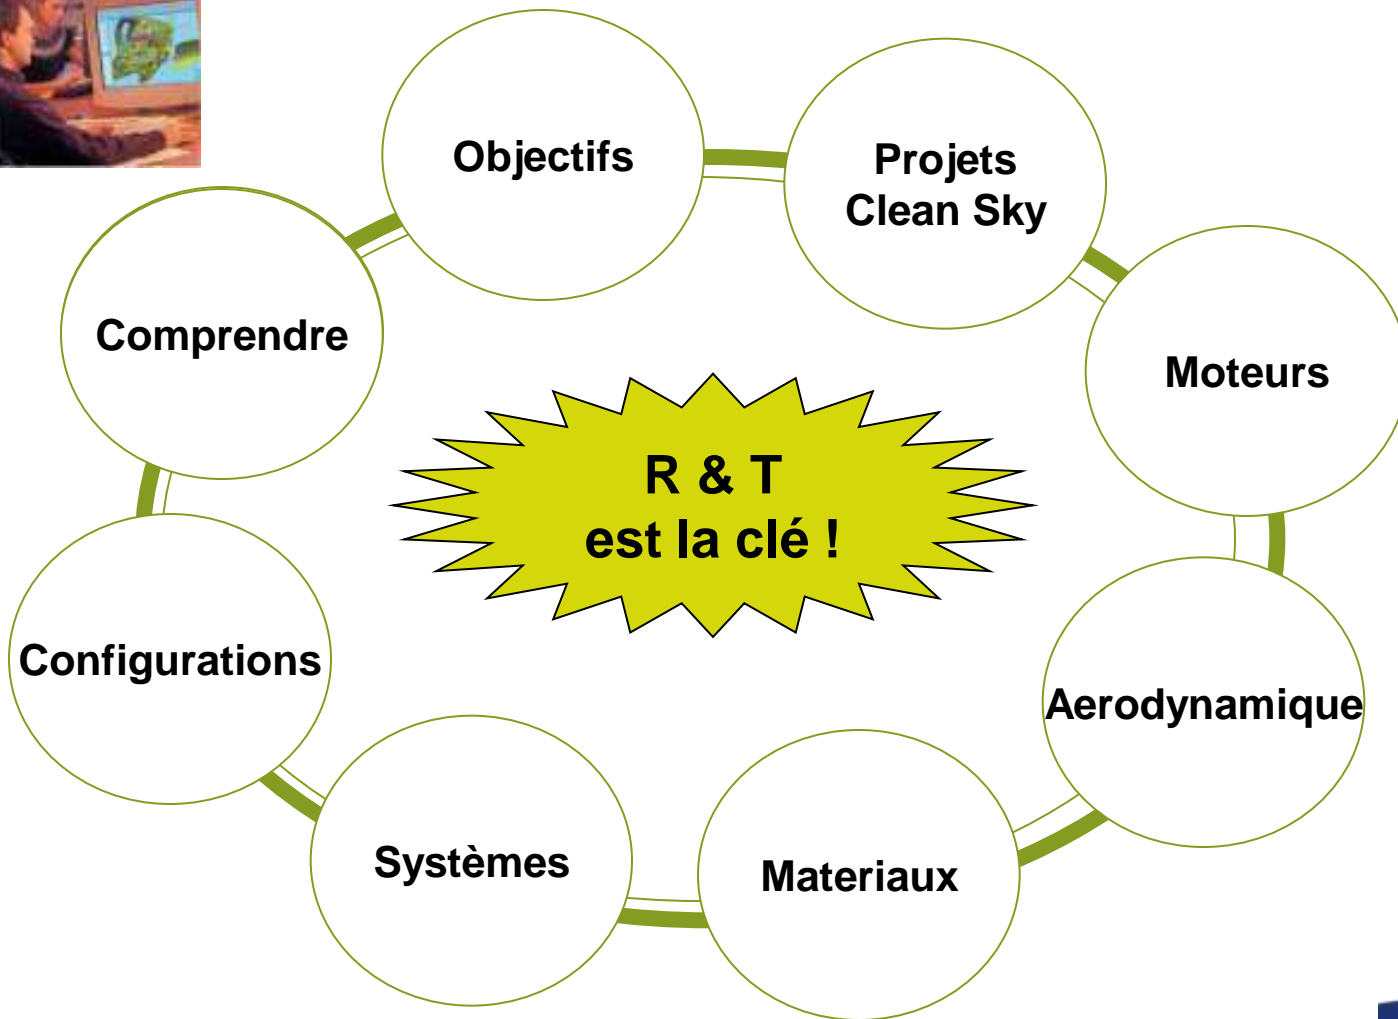 Objectifs
Projets
Clean Sky
Comprendre
Moteurs
R & T
est la clé !
Configurations
Aerodynamique
Systèmes
Materiaux